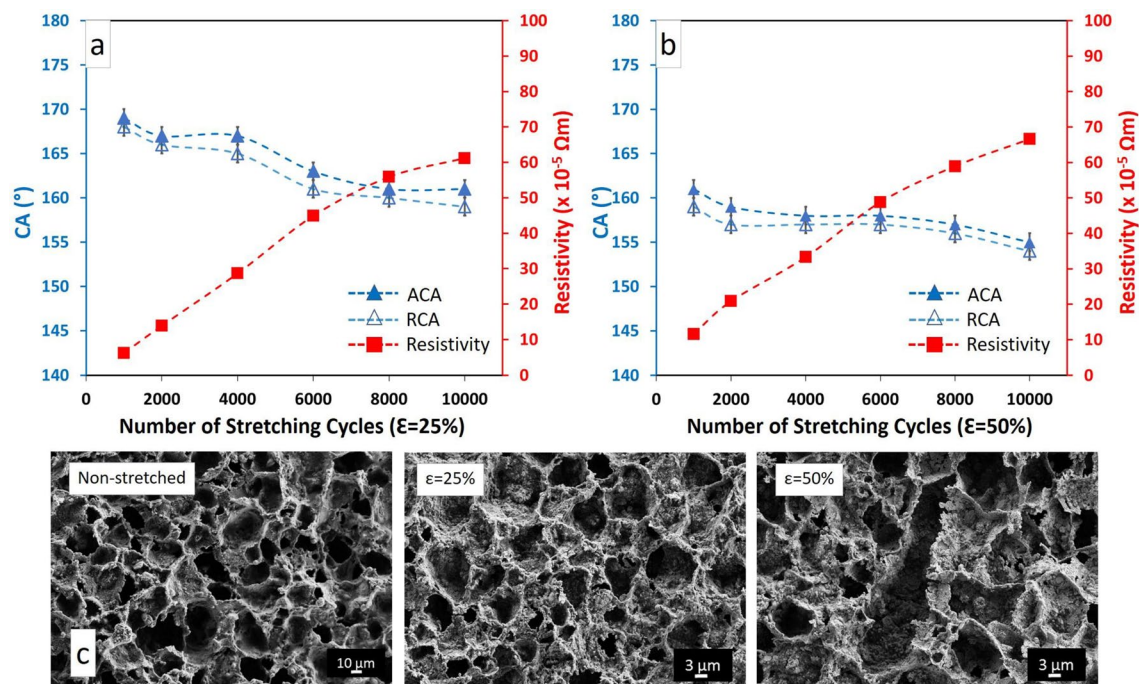 a
180
175
170
165
160
155
150
145
140
CA (°)
100
90
80
70
60
50
40
30
20
10
0
Resistivity (x 10⁻⁵ Ωm)
ACA
RCA
Resistivity
0 2000 4000 6000 8000 10000
Number of Stretching Cycles (Ɛ=25%)
b
180
175
170
165
160
155
150
145
140
CA (°)
100
90
80
70
60
50
40
30
20
10
0
Resistivity (x 10⁻⁵ Ωm)
ACA
RCA
Resistivity
0 2000 4000 6000 8000 10000
Number of Stretching Cycles (Ɛ=50%)
Non-stretched
c
10 µm
ε=25%
3 µm
ε=50%
3 µm